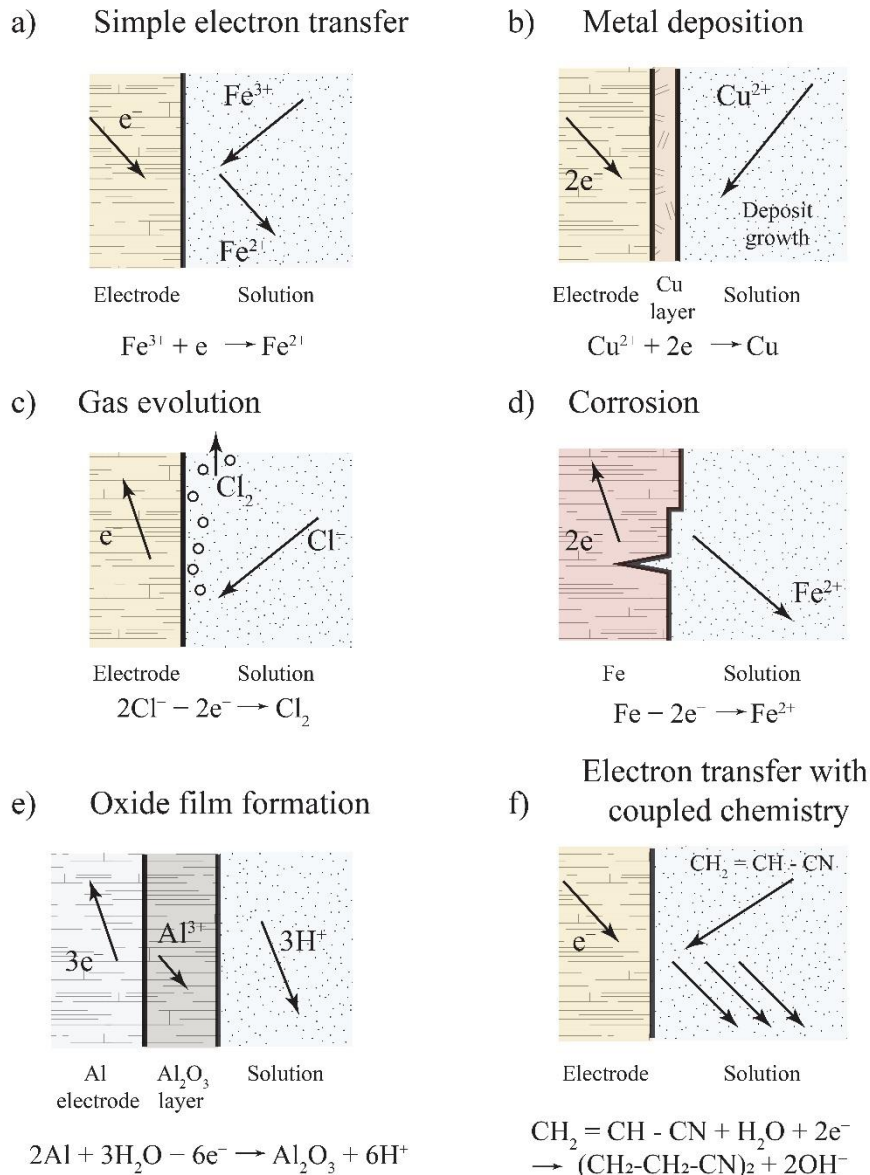 a) Simple electron transfer
e⁻
Fe³⁺
Fe²⁺
Electrode Solution
Fe³⁺ + e → Fe²⁺
b) Metal deposition
Cu²⁺
2e⁻
Deposit
growth
Electrode Cu
layer Solution
Cu²⁺ + 2e → Cu
c) Gas evolution
Cl₂
e⁻
Cl⁻
Electrode Solution
2Cl⁻ − 2e⁻ → Cl₂
d) Corrosion
2e⁻
Fe²⁺
Fe Solution
Fe − 2e⁻ → Fe²⁺
e) Oxide film formation
Al³⁺
3e⁻
3H⁺
Al
electrode
Al₂O₃
layer
Solution
2Al + 3H₂O − 6e⁻ → Al₂O₃ + 6H⁺
f) Electron transfer with
coupled chemistry
CH₂ = CH - CN
e⁻
Electrode Solution
CH₂ = CH - CN + H₂O + 2e⁻
→ (CH₂-CH₂-CN)₂ + 2OH⁻